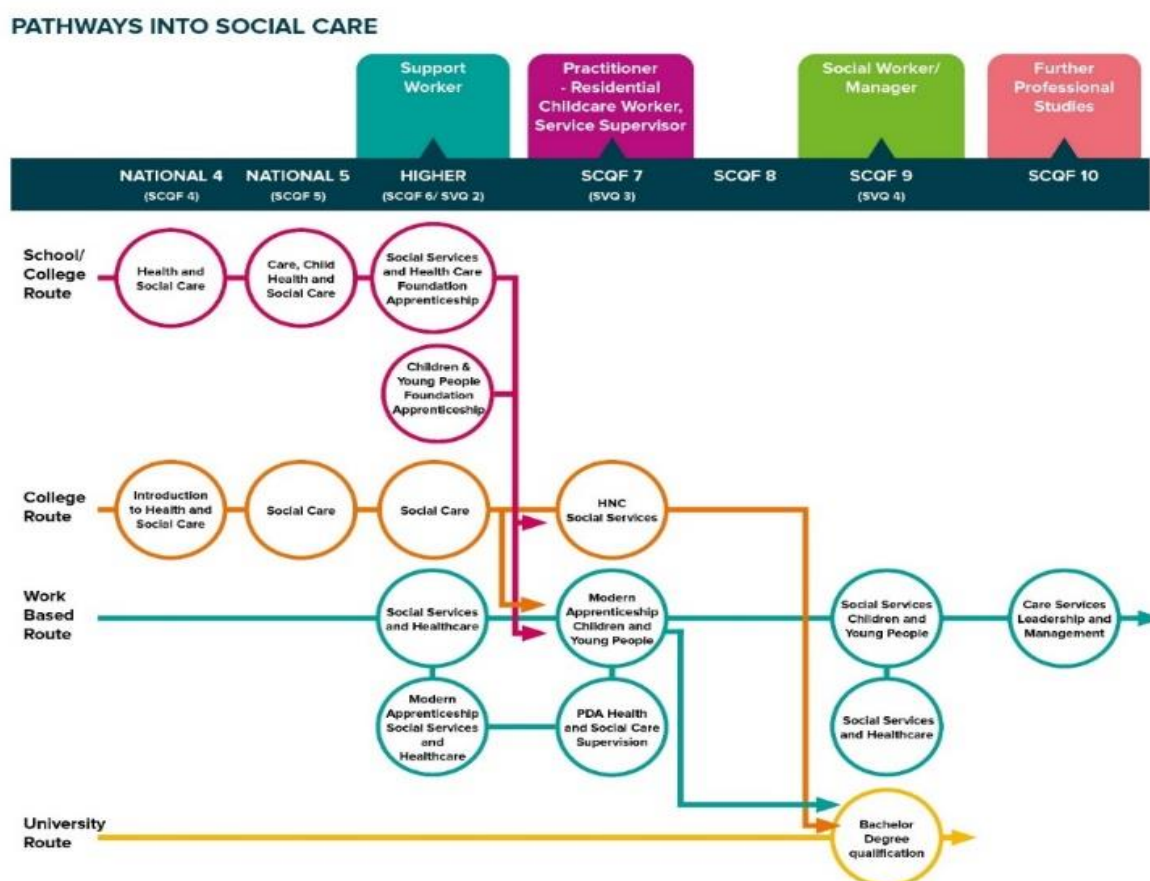 PATHWAYS INTO SOCIAL CARE
Support
Worker
Practitioner
- Residential
Childcare Worker,
Service Supervisor
Social Worker/
Manager
Further
Professional
Studies
NATIONAL 4
(SCQF 4)
NATIONAL 5
(SCQF 5)
HIGHER
(SCQF 6/ SVQ 2)
SCQF 7
(SVQ 3)
SCQF 8
SCQF 9
(SVQ 4)
SCQF 10
School/
College
Route
Health and
Social Care
Care, Child
Health and
Social Care
Social Services
and Health Care
Foundation
Apprenticeship
Children &
Young People
Foundation
Apprenticeship
College
Route
Introduction
to Health and
Social Care
Social Care
Social Care
HNC
Social Services
Work
Based
Route
Social Services
and Healthcare
Modern
Apprenticeship
Children and
Young People
Social Services
Children and
Young People
Care Services
Leadership and
Management
Modern
Apprenticeship
Social Services
and
Healthcare
PDA Health
and Social Care
Supervision
Social Services
and Healthcare
University
Route
Bachelor
Degree
qualification